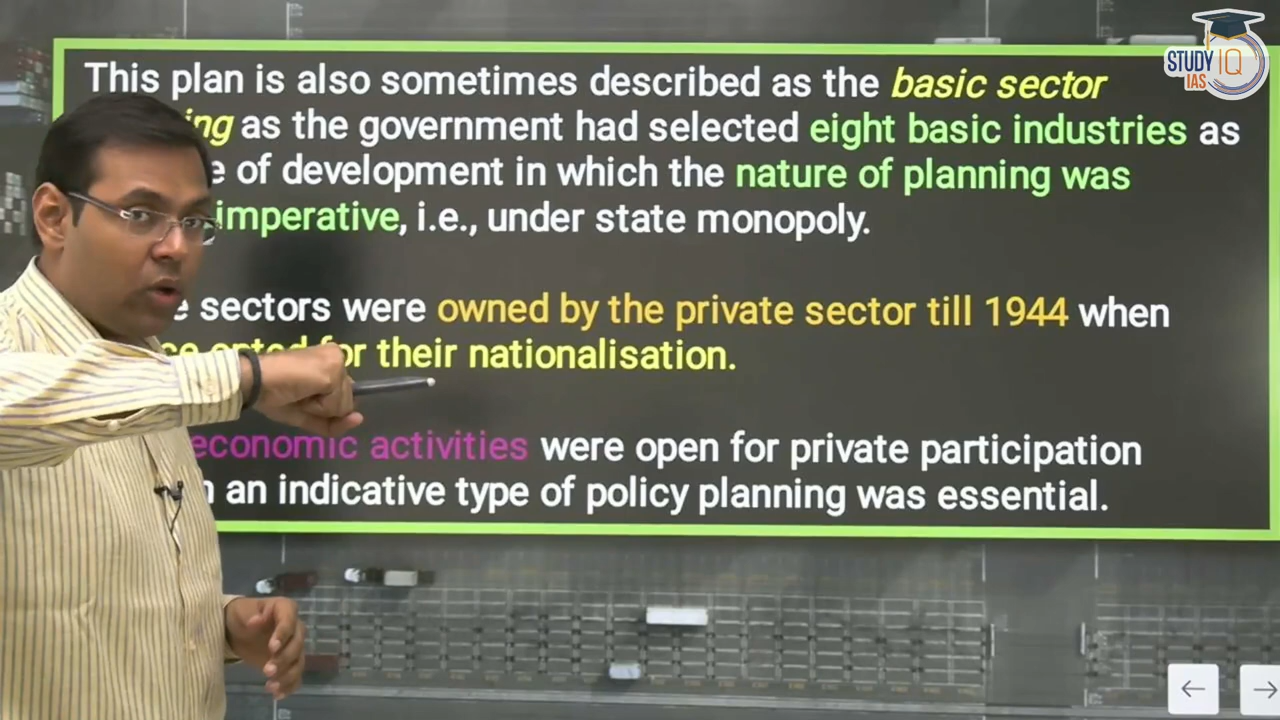 This plan is also sometimes described as the basic sector
as the government had selected eight basic industries as
of development in which the nature of planning was
imperative, i.e., under state monopoly.
sectors were owned by the private sector till 1944 when
opted for their nationalisation.
economic activities were open for private participation
an indicative type of policy planning was essential.
STUDY IQ
IAS